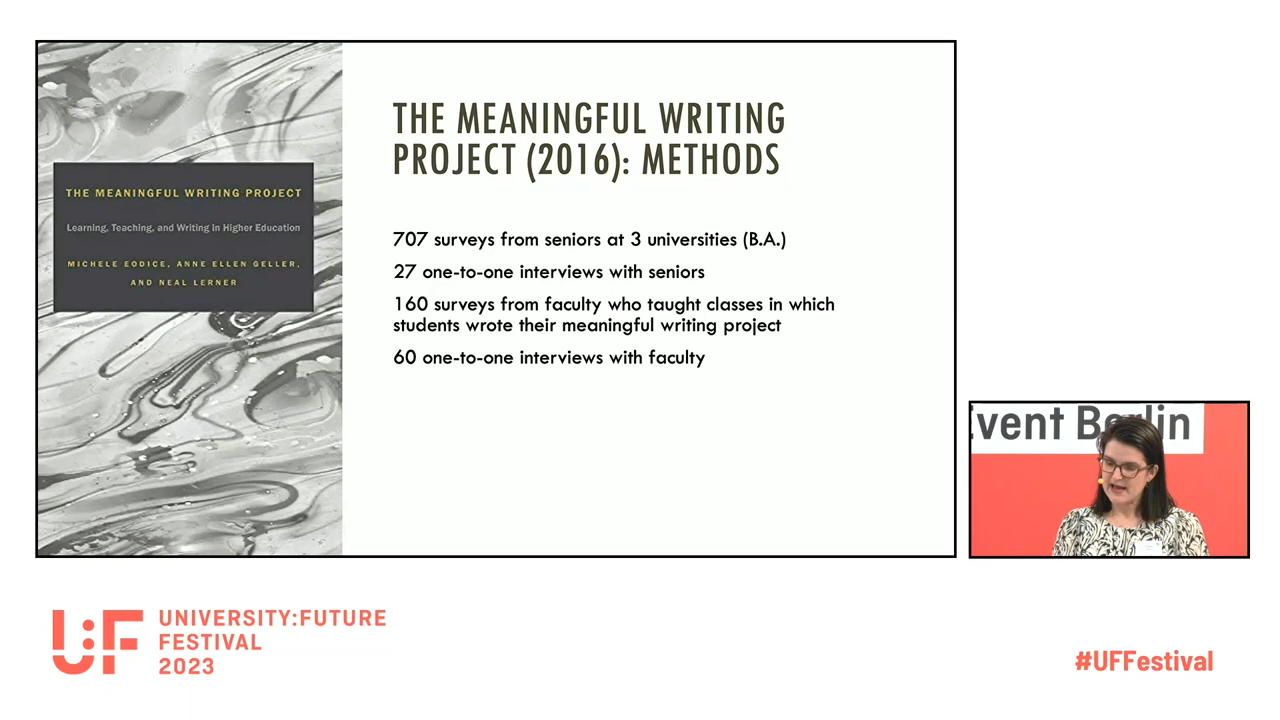 THE MEANINGFUL WRITING PROJECT
Learning, Teaching, and Writing in Higher Education
MICHELE EODICE, ANNE ELLEN GELLER,
AND NEAL LERNER
THE MEANINGFUL WRITING
PROJECT (2016): METHODS
707 surveys from seniors at 3 universities (B.A.)
27 one-to-one interviews with seniors
160 surveys from faculty who taught classes in which
students wrote their meaningful writing project
60 one-to-one interviews with faculty
Event Berlin
U:F
UNIVERSITY:FUTURE
FESTIVAL
2023
#UFFestival